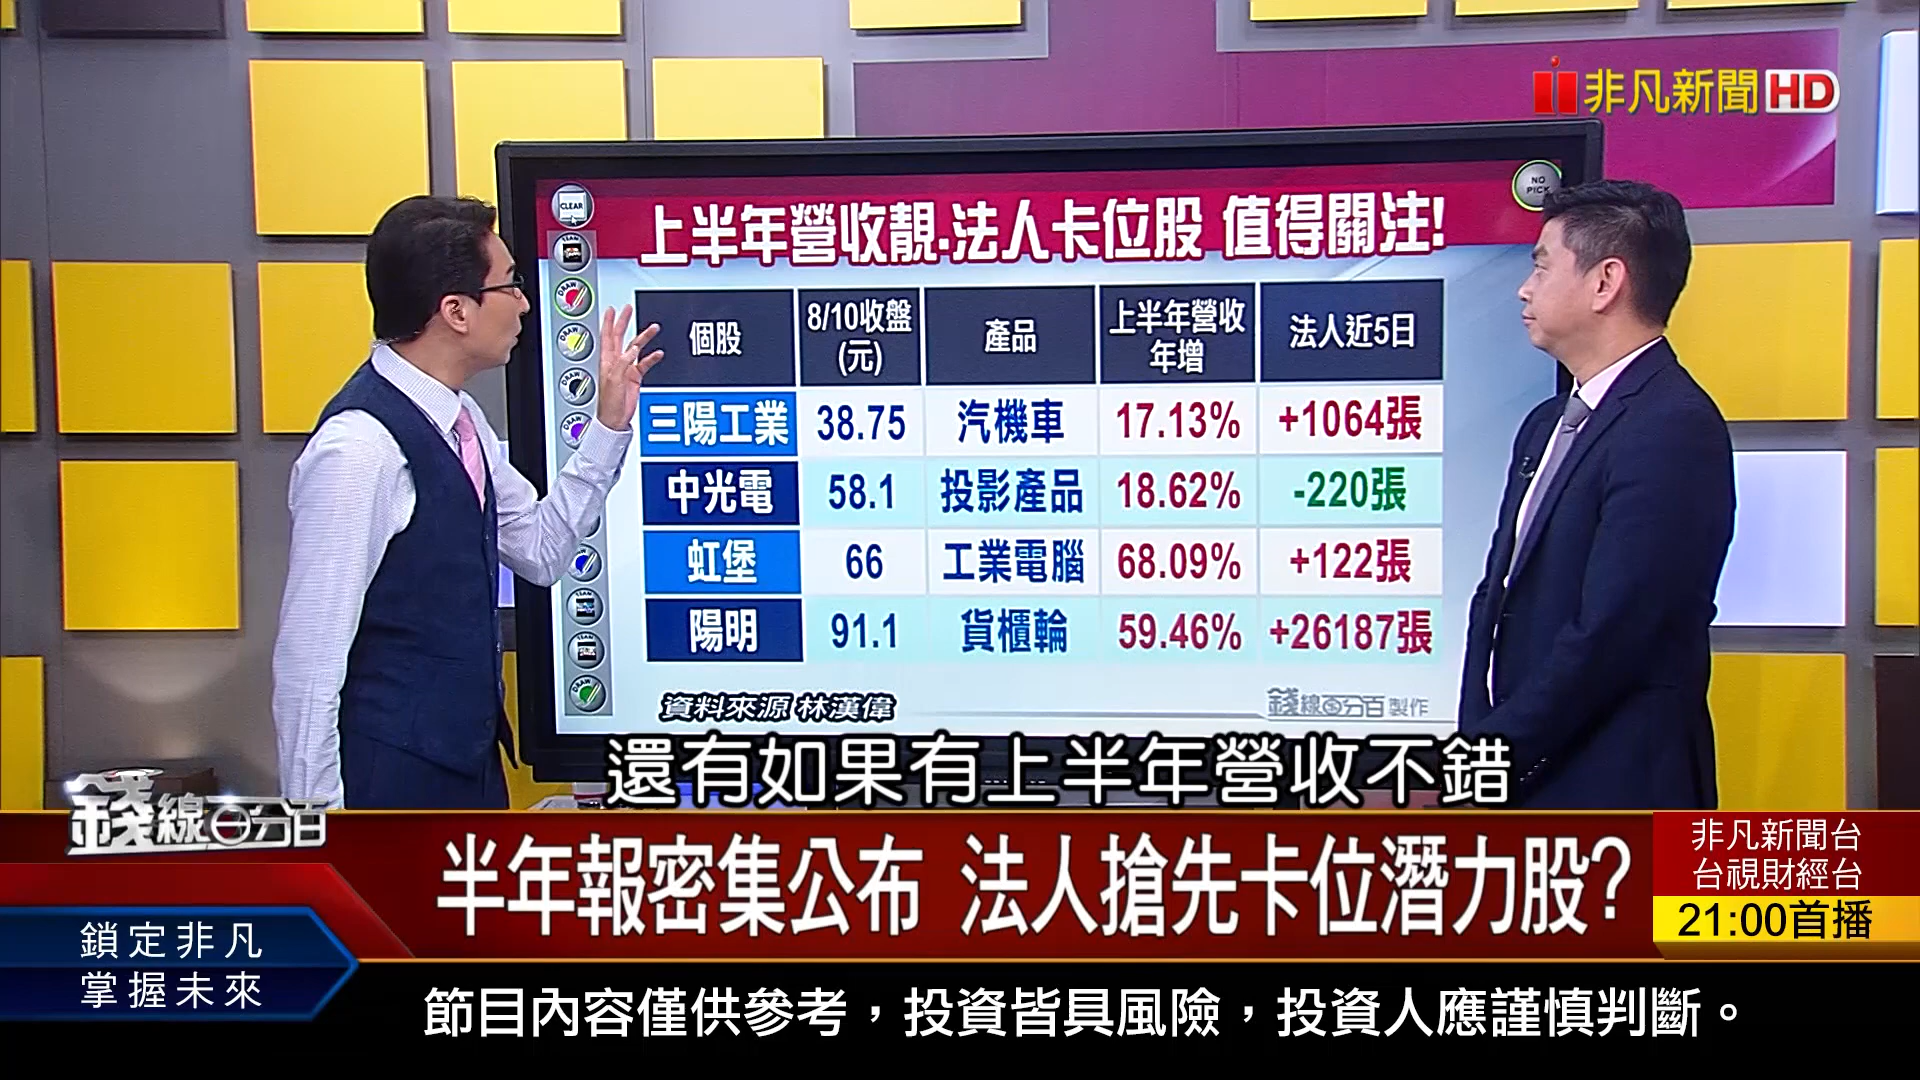 非凡新聞HD
CLEAR
NO PICK
上半年營收靚.法人卡位股 值得關注!
個股 8/10收盤(元) 產品 上半年營收年增 法人近5日
三陽工業 38.75 汽機車 17.13% +1064張
中光電 58.1 投影產品 18.62% -220張
虹堡 66 工業電腦 68.09% +122張
陽明 91.1 貨櫃輪 59.46% +26187張
資料來源 林漢偉
錢線百分百 製作
還有如果有上半年營收不錯
錢線百分百
半年報密集公布 法人搶先卡位潛力股?
非凡新聞台
台視財經台
21:00首播
鎖定非凡
掌握未來
節目內容僅供參考，投資皆具風險，投資人應謹慎判斷。